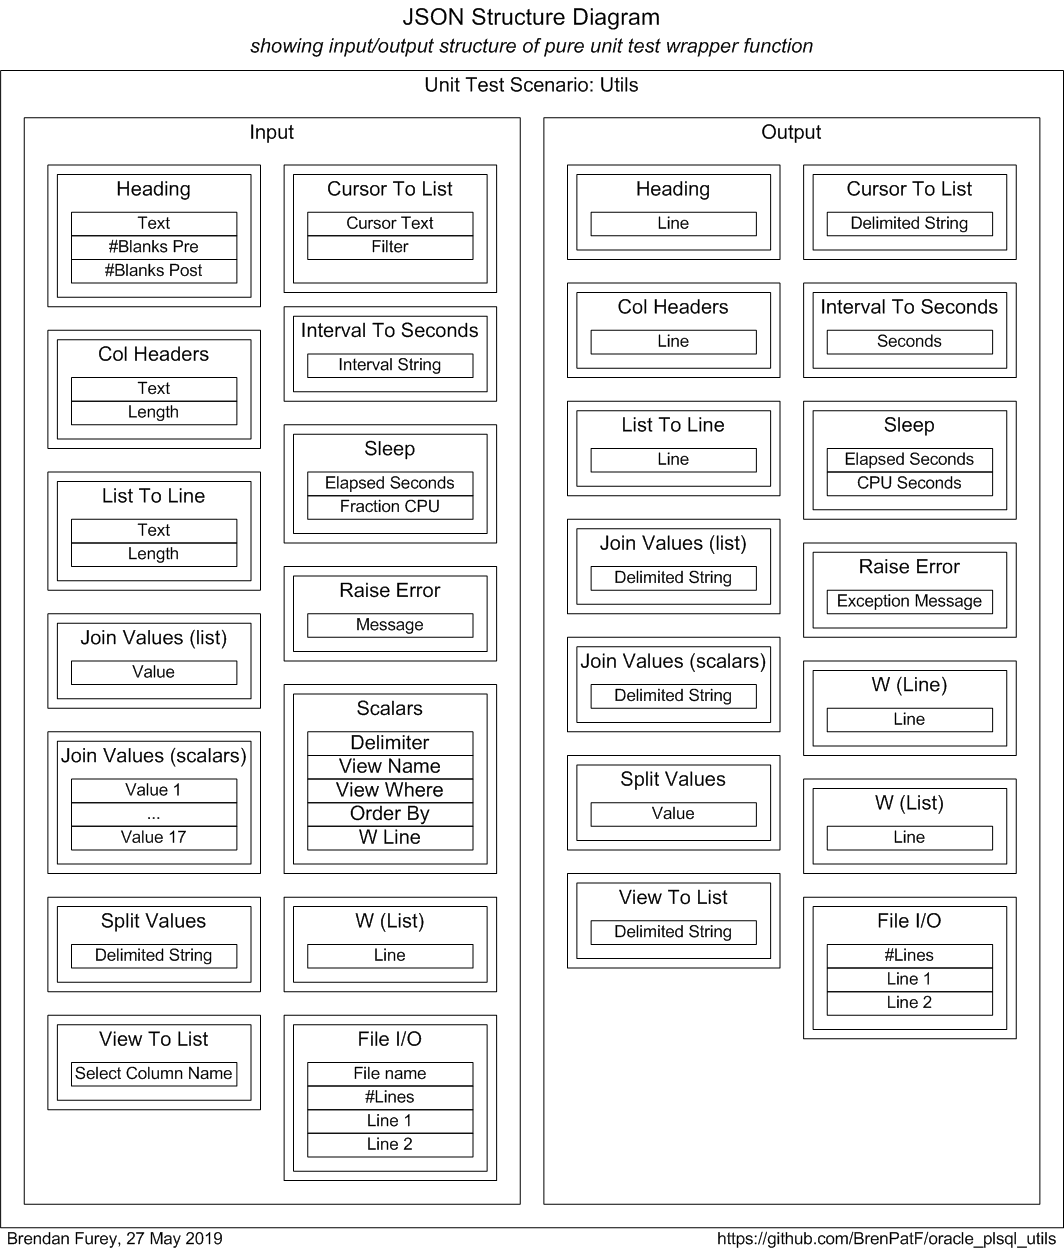 JSON Structure Diagram
showing input/output structure of pure unit test wrapper function
Unit Test Scenario: Utils
Input
Heading
Text
#Blanks Pre
#Blanks Post
Col Headers
Text
Length
List To Line
Text
Length
Join Values (list)
Value
Join Values (scalars)
Value 1
...
Value 17
Split Values
Delimited String
View To List
Select Column Name
Cursor To List
Cursor Text
Filter
Interval To Seconds
Interval String
Sleep
Elapsed Seconds
Fraction CPU
Raise Error
Message
Scalars
Delimiter
View Name
View Where
Order By
W Line
W (List)
Line
File I/O
File name
#Lines
Line 1
Line 2
Output
Heading
Line
Col Headers
Line
List To Line
Line
Join Values (list)
Delimited String
Join Values (scalars)
Delimited String
Split Values
Value
View To List
Delimited String
Cursor To List
Delimited String
Interval To Seconds
Seconds
Sleep
Elapsed Seconds
CPU Seconds
Raise Error
Exception Message
W (Line)
Line
W (List)
Line
File I/O
#Lines
Line 1
Line 2
Brendan Furey, 27 May 2019
https://github.com/BrenPatF/oracle_plsql_utils